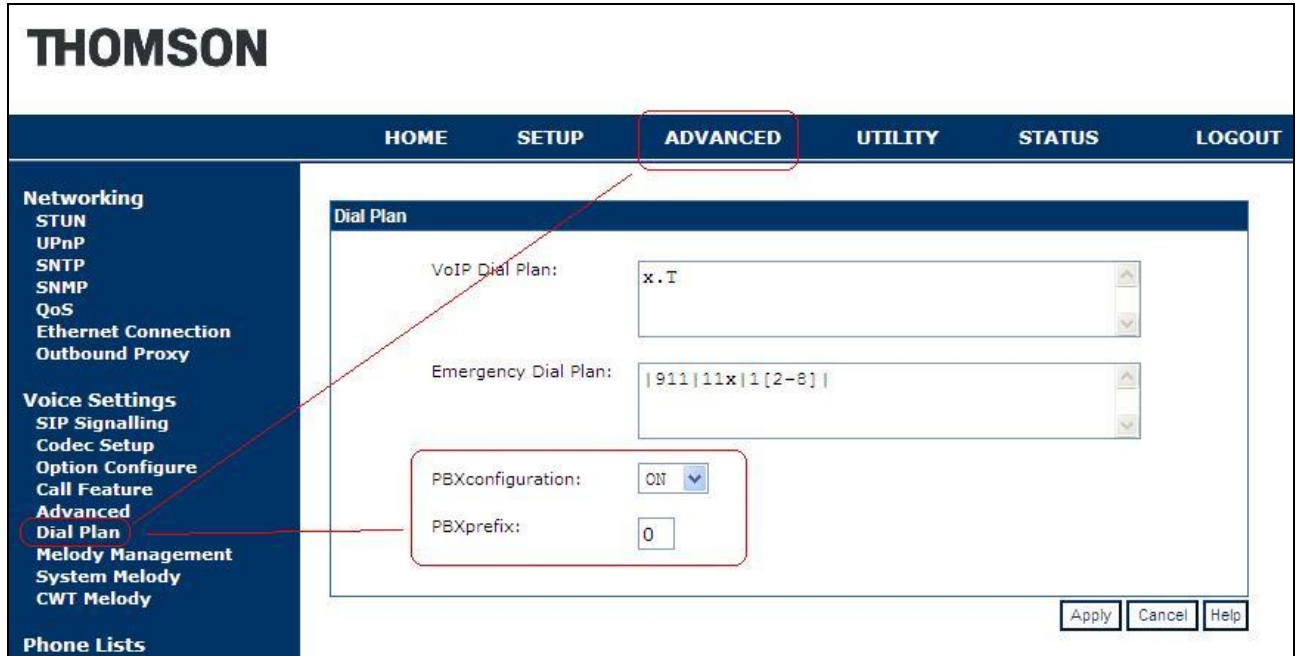 THOMSON
HOME SETUP ADVANCED UTILITY STATUS LOGOUT
Networking
STUN
UPnP
SNTP
SNMP
QoS
Ethernet Connection
Outbound Proxy
Voice Settings
SIP Signalling
Codec Setup
Option Configure
Call Feature
Advanced
Dial Plan
Melody Management
System Melody
CWT Melody
Phone Lists
Dial Plan
VoIP Dial Plan: x.T
Emergency Dial Plan: |911|11x|1[2-8]|
PBXconfiguration: ON
PBXprefix: 0
Apply Cancel Help